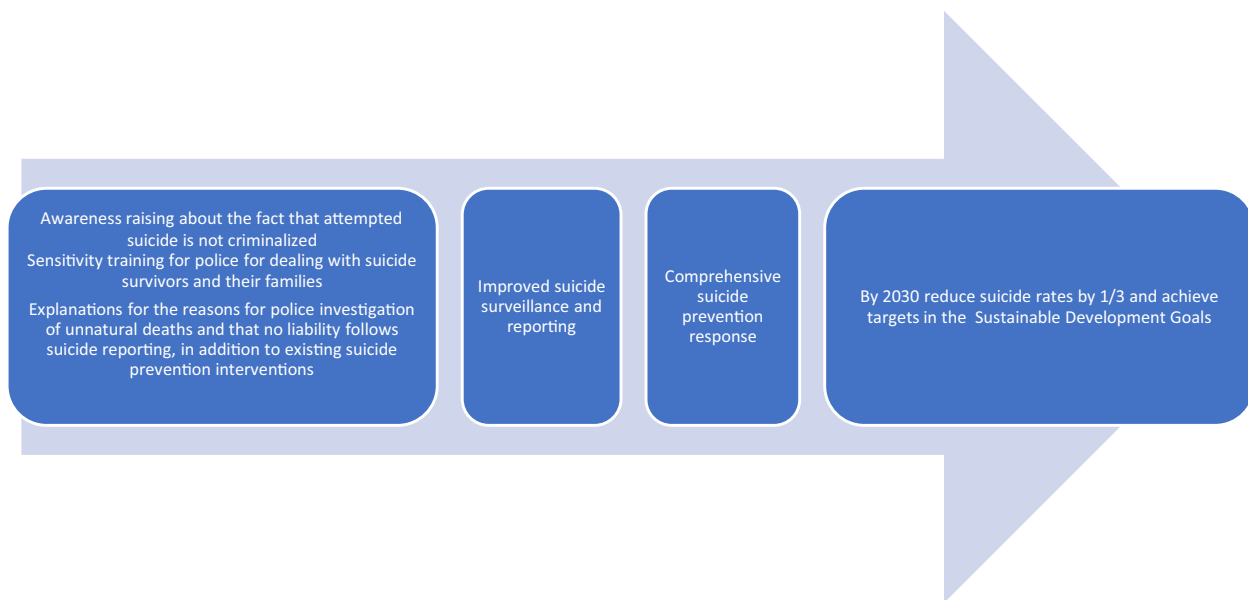 Awareness raising about the fact that attempted
suicide is not criminalized
Sensitivity training for police for dealing with suicide
survivors and their families
Explanations for the reasons for police investigation
of unnatural deaths and that no liability follows
suicide reporting, in addition to existing suicide
prevention interventions
Improved suicide
surveillance and
reporting
Comprehensive
suicide
prevention
response
By 2030 reduce suicide rates by 1/3 and achieve
targets in the Sustainable Development Goals